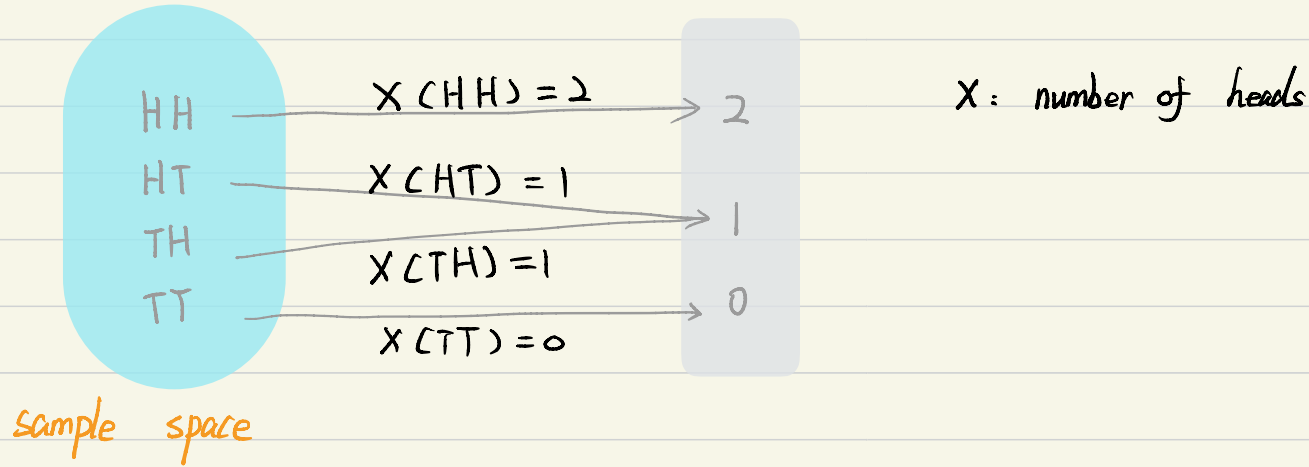 HH X(HH)=2 2 X: number of heads
HT X(HT)=1
1
TH X(TH)=1
TT 0
X(TT)=0
sample space